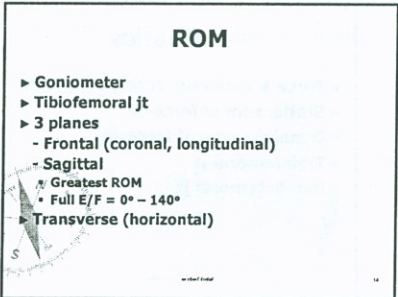 ROM
► Goniometer
► Tibiofemoral jt
► 3 planes
- Frontal (coronal, longitudinal)
- Sagittal
▪ Greatest ROM
▪ Full E/F = 0° – 140°
► Transverse (horizontal)
S
14